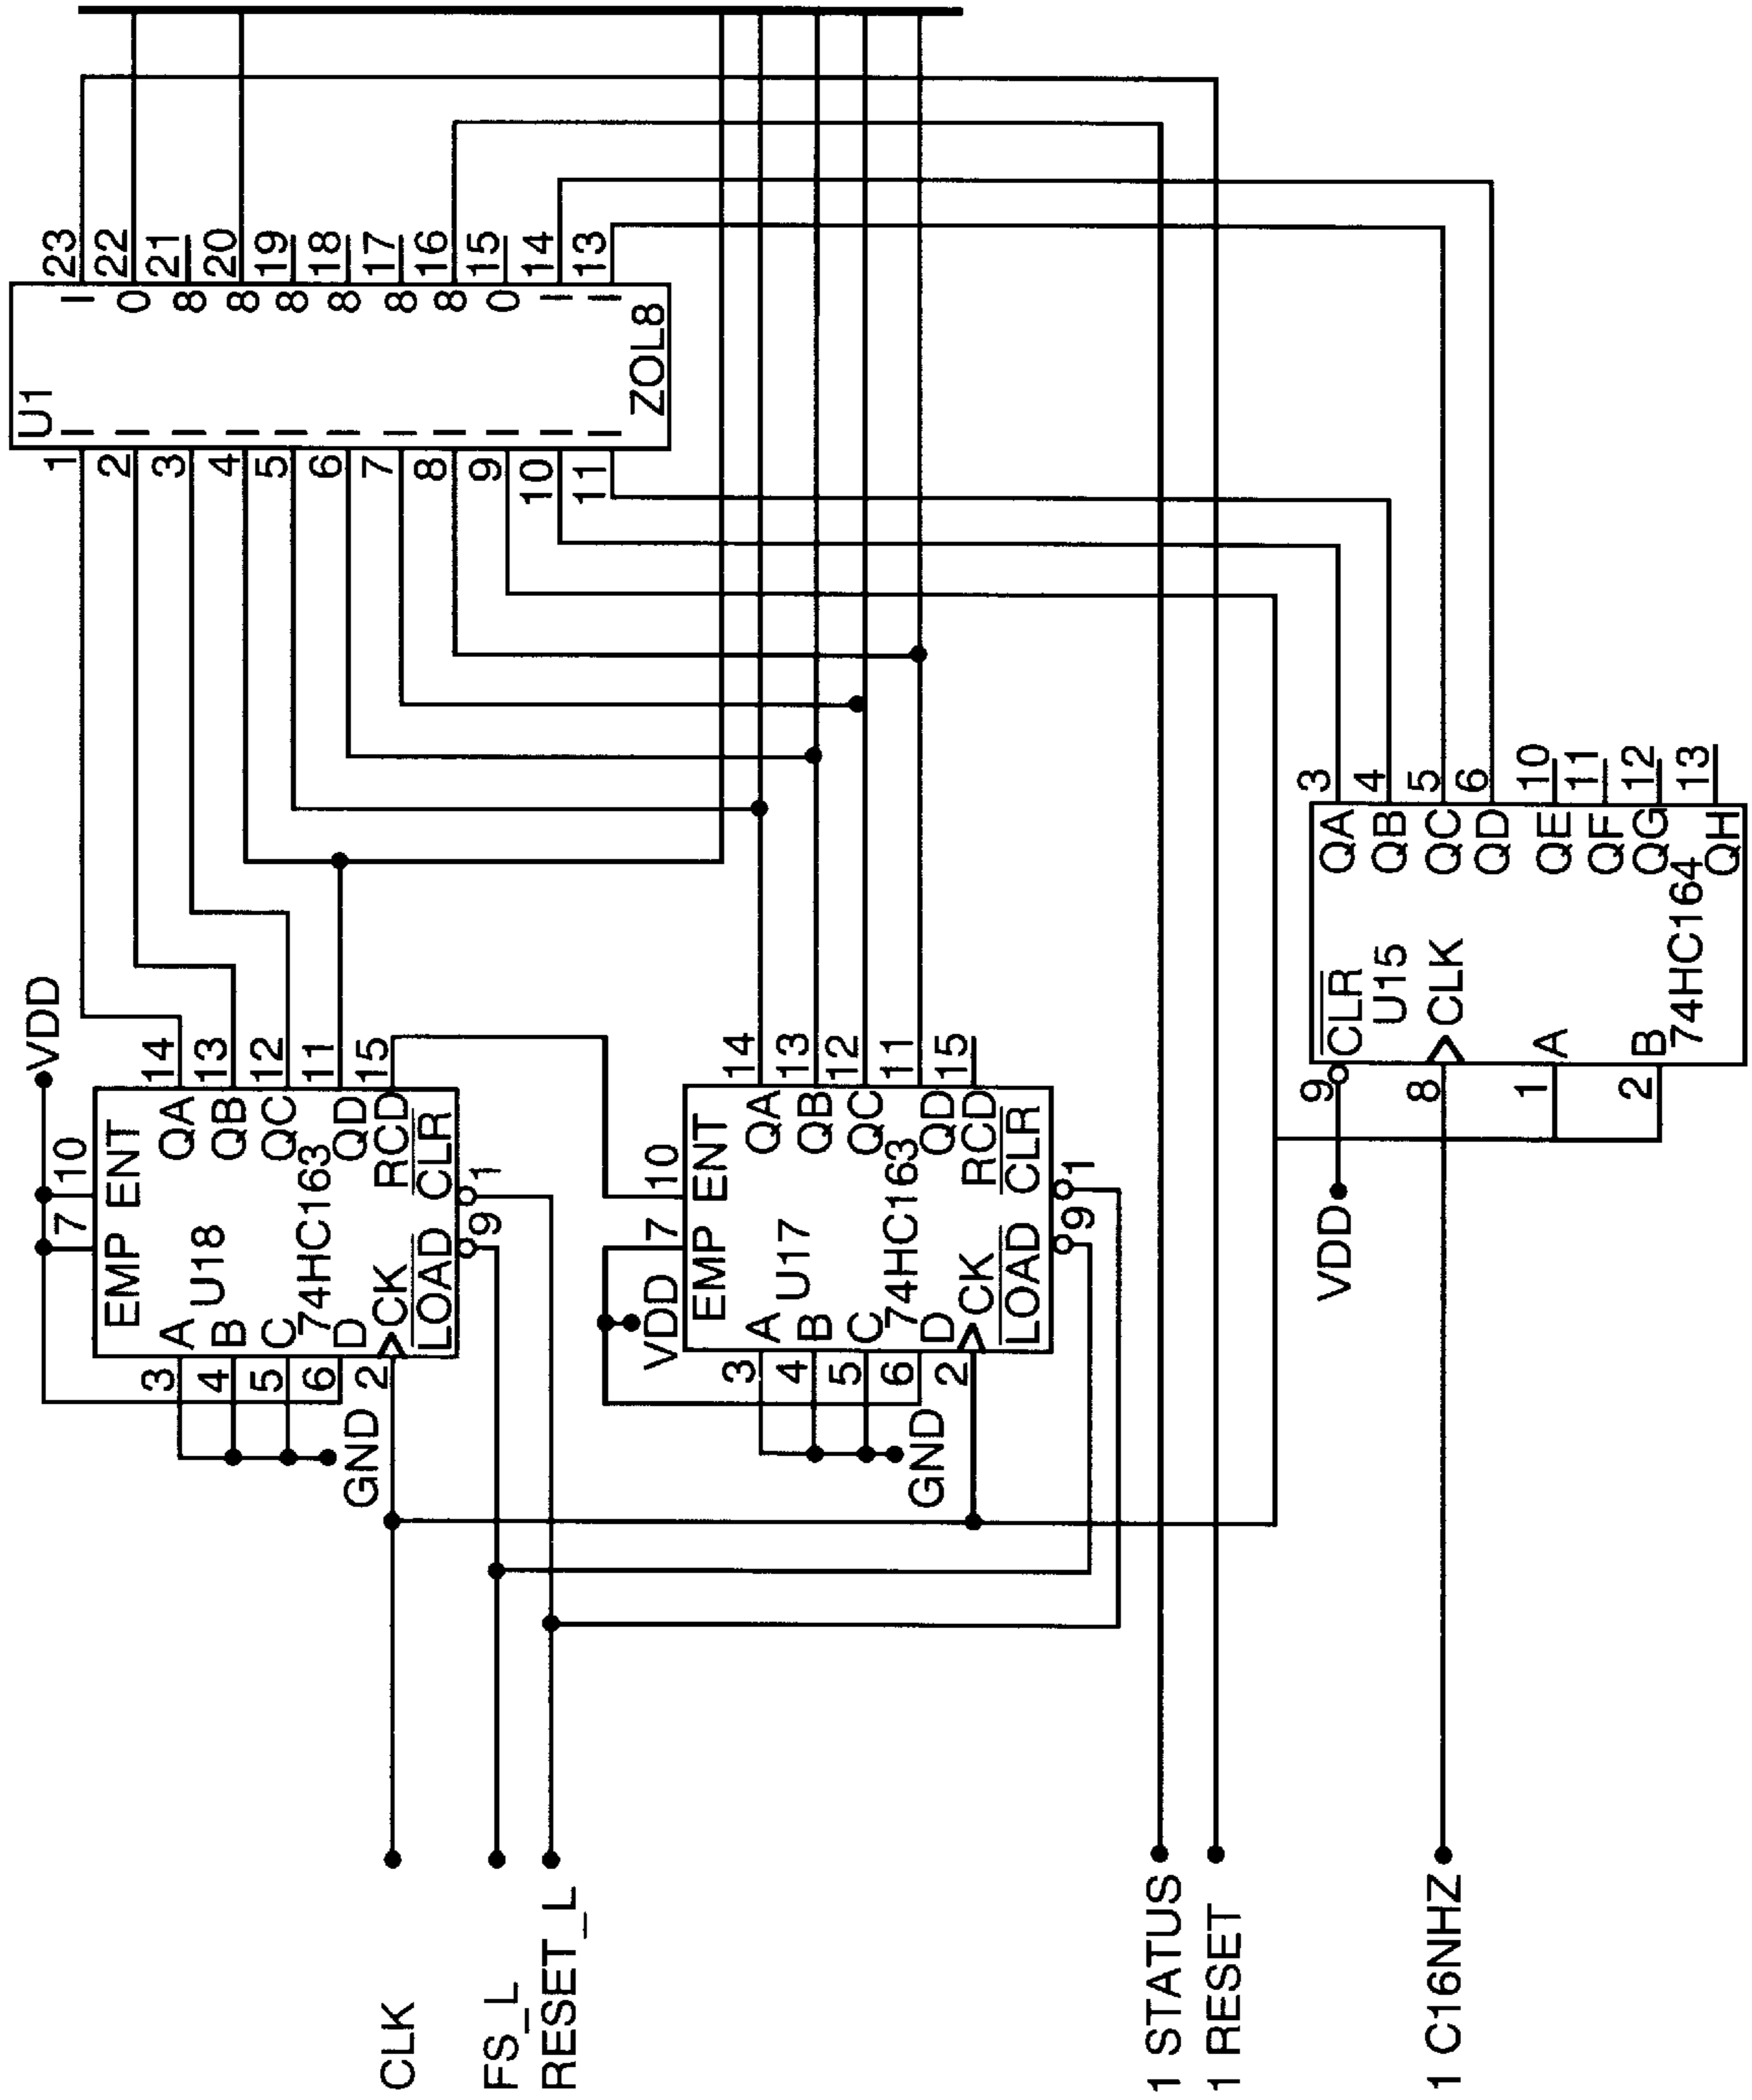 U1
1
2
3
4
5
6
7
8
9
10
11
I
I
I
I
I
I
I
I
I
I
I
I
0
8
8
8
8
8
8
0
I
I
23
22
21
20
19
18
17
16
15
14
13
ZOL8
VDD
7
10
EMP
ENT
3
4
5
6
2
A
B
C
D
CK
U18
74HC163
QA
QB
QC
QD
RCD
14
13
12
11
15
LOAD
CLR
9
1
GND
VDD
7
10
EMP
ENT
3
4
5
6
2
A
B
C
D
CK
U17
74HC163
QA
QB
QC
QD
RCD
14
13
12
11
15
LOAD
CLR
9
1
GND
VDD
9
8
1
2
CLR
CLK
A
B
U15
74HC164
QA
QB
QC
QD
QE
QF
QG
QH
3
4
5
6
10
11
12
13
CLK
FS_L
RESET_L
1 STATUS
1 RESET
1 C16NHZ